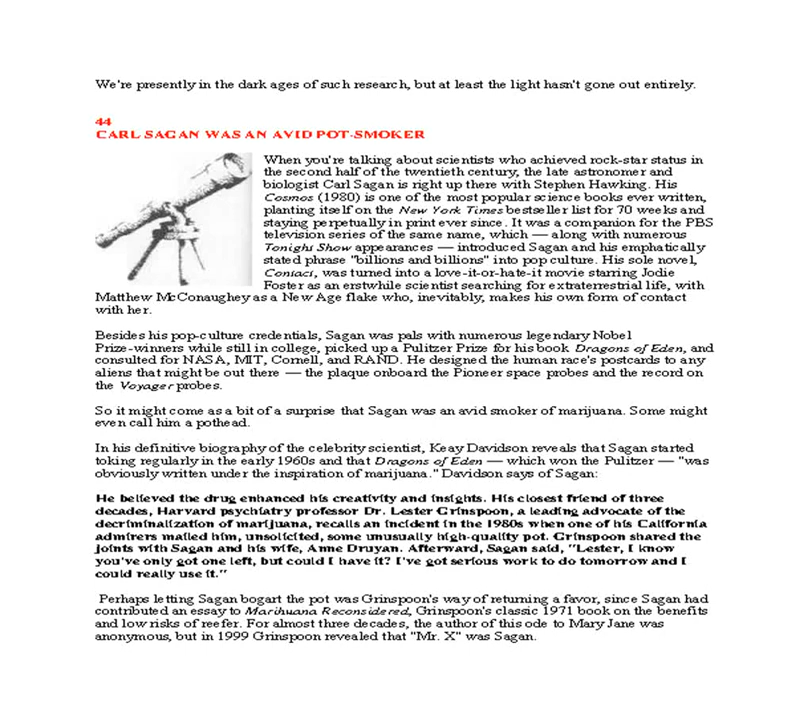 We're presently in the dark ages of such research, but at least the light hasn't gone out entirely.
44
CARL SAGAN WAS AN AVID POT-SMOKER
When you're talking about scientists who achieved rock-star status in
the second half of the twentieth century, the late astronomer and
biologist Carl Sagan is right up there with Stephen Hawking. His
Cosmos (1980) is one of the most popular science books ever written,
planting itself on the New York Times bestseller list for 70 weeks and
staying perpetually in print ever since. It was a companion for the PBS
television series of the same name, which — along with numerous
Tonight Show appearances — introduced Sagan and his emphatically
stated phrase "billions and billions" into pop culture. His sole novel,
Contact, was turned into a love-it-or-hate-it movie starring Jodie
Foster as an erstwhile scientist searching for extraterrestrial life, with
Matthew McConaughey as a New Age flake who, inevitably, makes his own form of contact
with her.
Besides his pop-culture credentials, Sagan was pals with numerous legendary Nobel
Prize-winners while still in college, picked up a Pulitzer Prize for his book Dragons of Eden, and
consulted for NASA, MIT, Cornell, and RAND. He designed the human race's postcards to any
aliens that might be out there — the plaque onboard the Pioneer space probes and the record on
the Voyager probes.
So it might come as a bit of a surprise that Sagan was an avid smoker of marijuana. Some might
even call him a pothead.
In his definitive biography of the celebrity scientist, Keay Davidson reveals that Sagan started
toking regularly in the early 1960s and that Dragons of Eden — which won the Pulitzer — "was
obviously written under the inspiration of marijuana." Davidson says of Sagan:
He believed the drug enhanced his creativity and insights. His closest friend of three
decades, Harvard psychiatry professor Dr. Lester Grinspoon, a leading advocate of the
decriminalization of marijuana, recalls an incident in the 1980s when one of his California
admirers mailed him, unsolicited, some unusually high-quality pot. Grinspoon shared the
joints with Sagan and his wife, Anne Druyan. Afterward, Sagan said, "Lester, I know
you've only got one left, but could I have it? I've got serious work to do tomorrow and I
could really use it."
Perhaps letting Sagan bogart the pot was Grinspoon's way of returning a favor, since Sagan had
contributed an essay to Marihuana Reconsidered, Grinspoon's classic 1971 book on the benefits
and low risks of reefer. For almost three decades, the author of this ode to Mary Jane was
anonymous, but in 1999 Grinspoon revealed that "Mr. X" was Sagan.